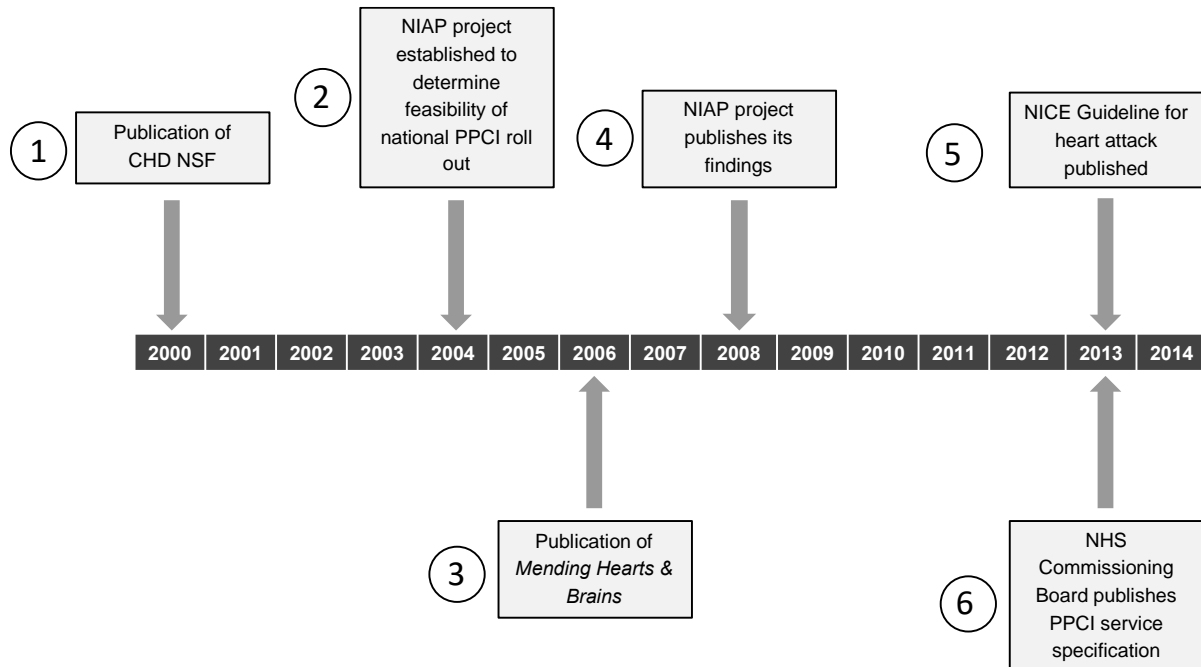 1
Publication of
CHD NSF
2
NIAP project
established to
determine
feasibility of
national PPCI roll
out
4
NIAP project
publishes its
findings
5
NICE Guideline for
heart attack
published
2000 2001 2002 2003 2004 2005 2006 2007 2008 2009 2010 2011 2012 2013 2014
3
Publication of
Mending Hearts &
Brains
6
NHS
Commissioning
Board publishes
PPCI service
specification